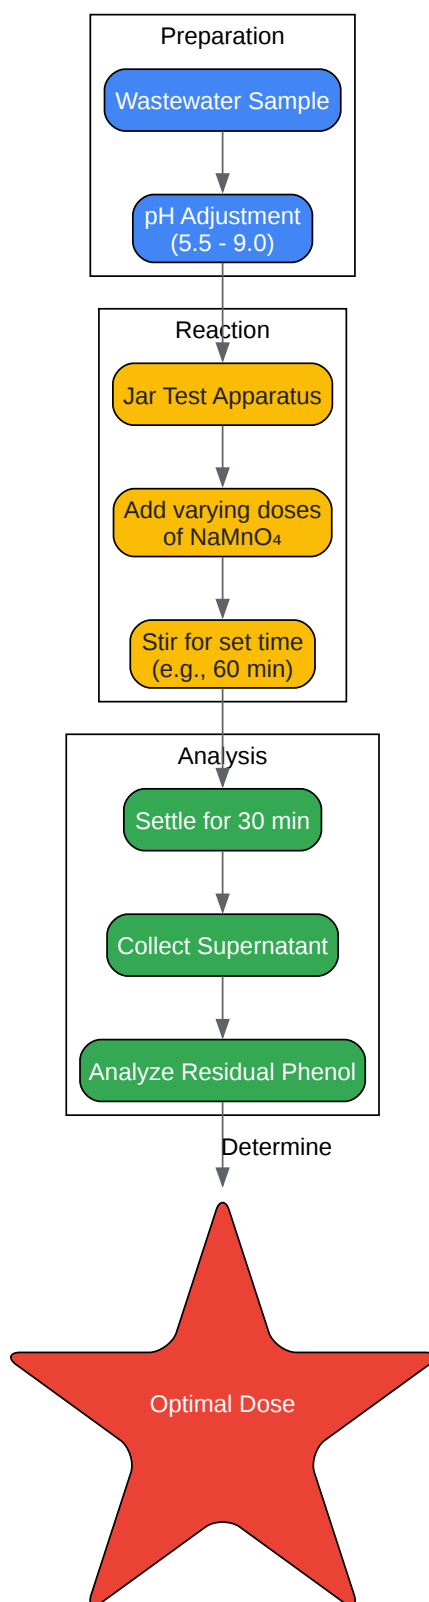 Preparation
Wastewater Sample
pH Adjustment
(5.5 - 9.0)
Reaction
Jar Test Apparatus
Add varying doses
of NaMnO₄
Stir for set time
(e.g., 60 min)
Analysis
Settle for 30 min
Collect Supernatant
Analyze Residual Phenol
Determine
Optimal Dose